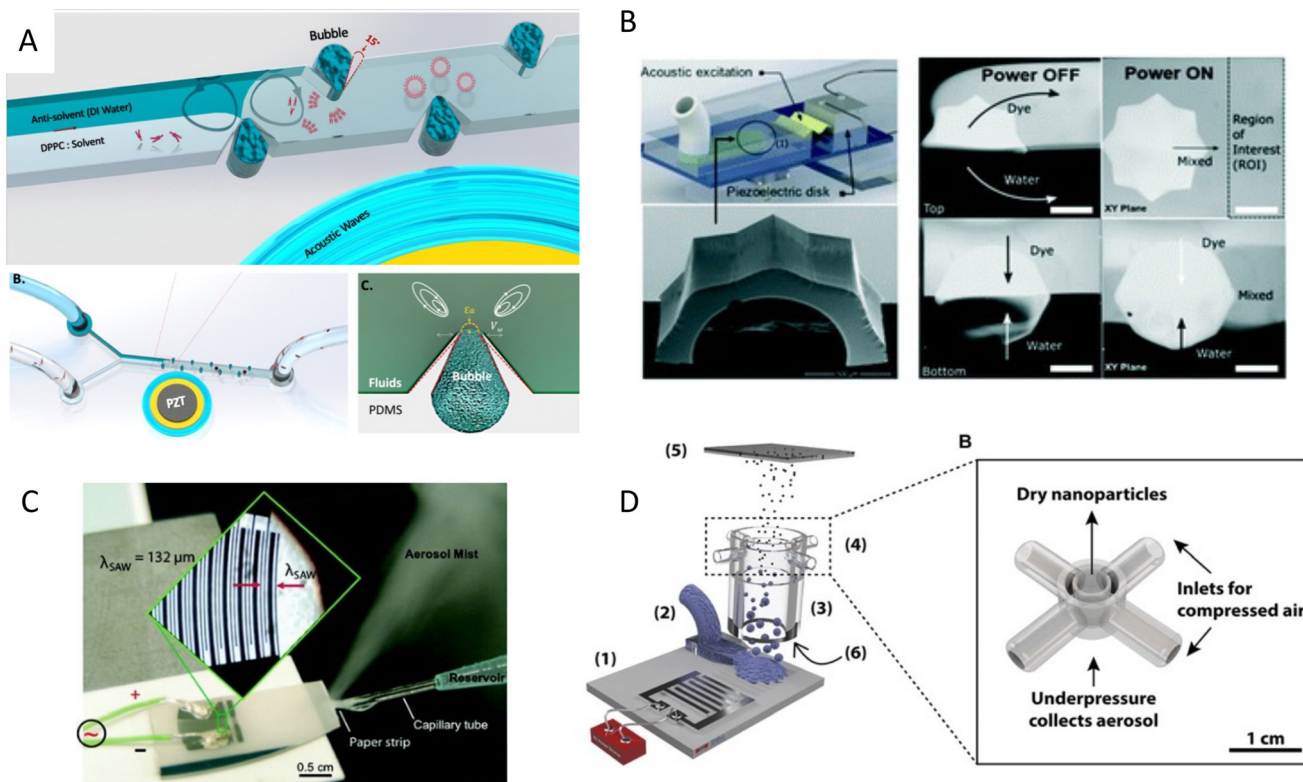 A
Bubble
15°
Anti-solvent (DI Water)
DPPC : Solvent
Acoustic Waves
B.
PZT
C.
Ea
Bubble
Fluids
PDMS
B
Acoustic excitation
(1)
Piezoelectric disk
Power OFF
Dye
Water
Top
Power ON
Mixed
Region
of
Interest
(ROI)
XY Plane
Dye
Water
Bottom
Dye
Mixed
Water
XY Plane
C
λSAW = 132 µm
λSAW
Aerosol Mist
Reservoir
Capillary tube
Paper strip
+
~
−
0.5 cm
D
(5)
(4)
(2)
(3)
(1)
(6)
B
Dry nanoparticles
Inlets for
compressed air
Underpressure
collects aerosol
1 cm